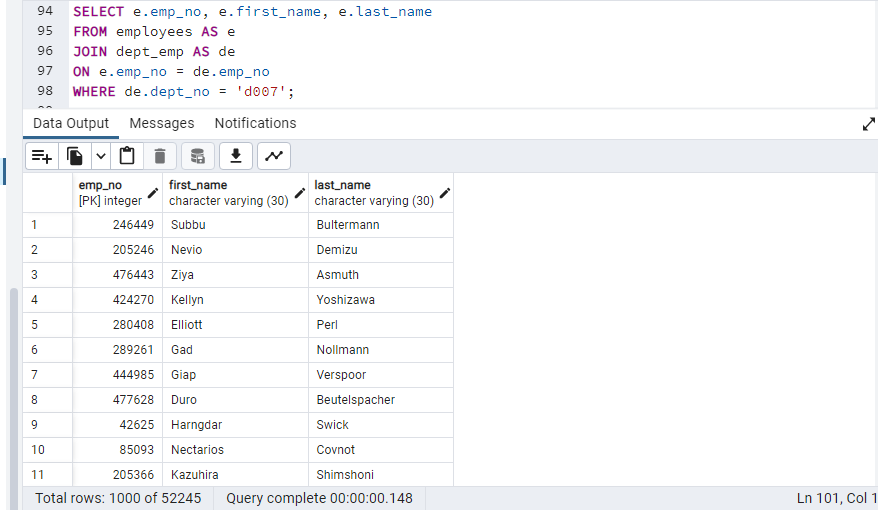 94 SELECT e.emp_no, e.first_name, e.last_name
95 FROM employees AS e
96 JOIN dept_emp AS de
97 ON e.emp_no = de.emp_no
98 WHERE de.dept_no = 'd007';
Data Output Messages Notifications
emp_no first_name last_name
[PK] integer character varying (30) character varying (30)
1 246449 Subbu Bultermann
2 205246 Nevio Demizu
3 476443 Ziya Asmuth
4 424270 Kellyn Yoshizawa
5 280408 Elliott Perl
6 289261 Gad Nollmann
7 444985 Giap Verspoor
8 477628 Duro Beutelspacher
9 42625 Harngdar Swick
10 85093 Nectarios Covnot
11 205366 Kazuhira Shimshoni
Total rows: 1000 of 52245 Query complete 00:00:00.148 Ln 101, Col 1